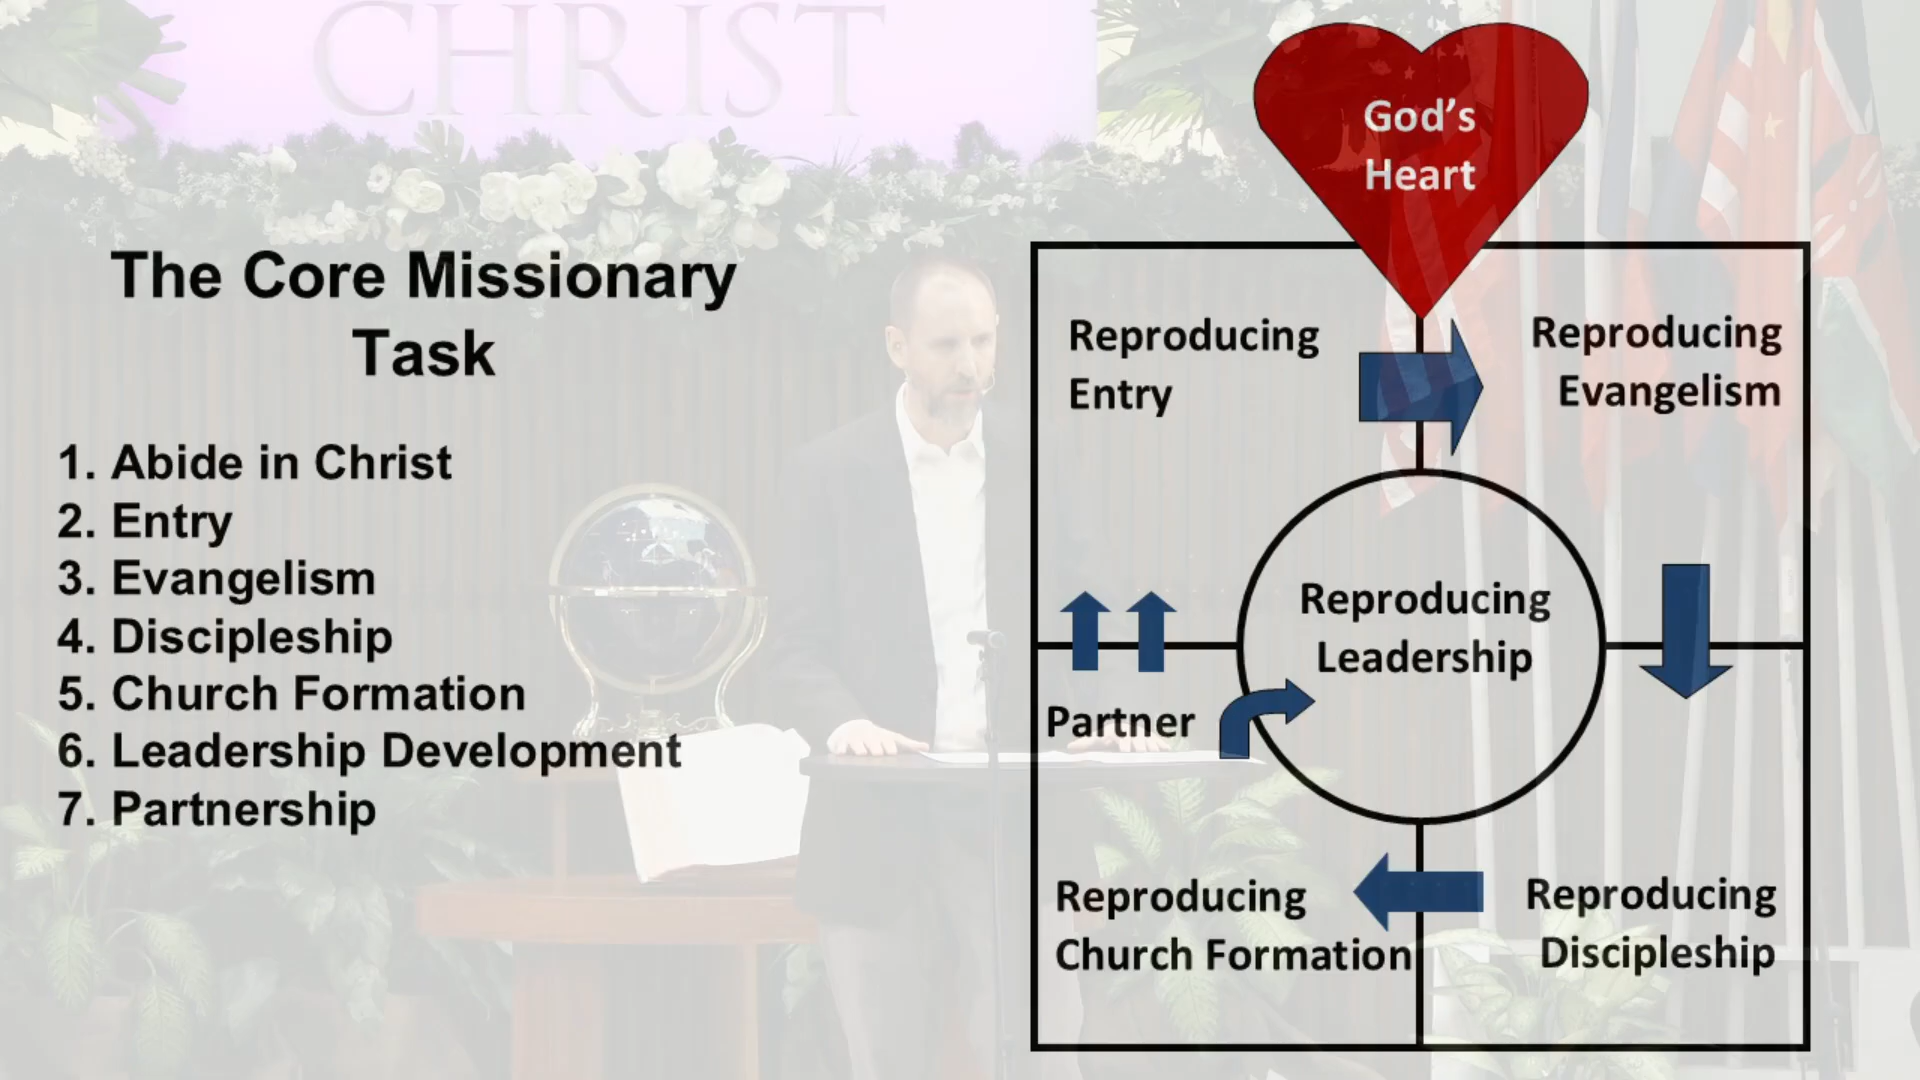 CHRIST
The Core Missionary
Task
1. Abide in Christ
2. Entry
3. Evangelism
4. Discipleship
5. Church Formation
6. Leadership Development
7. Partnership
God’s
Heart
Reproducing
Entry
Reproducing
Evangelism
Reproducing
Leadership
Partner
Reproducing
Church Formation
Reproducing
Discipleship